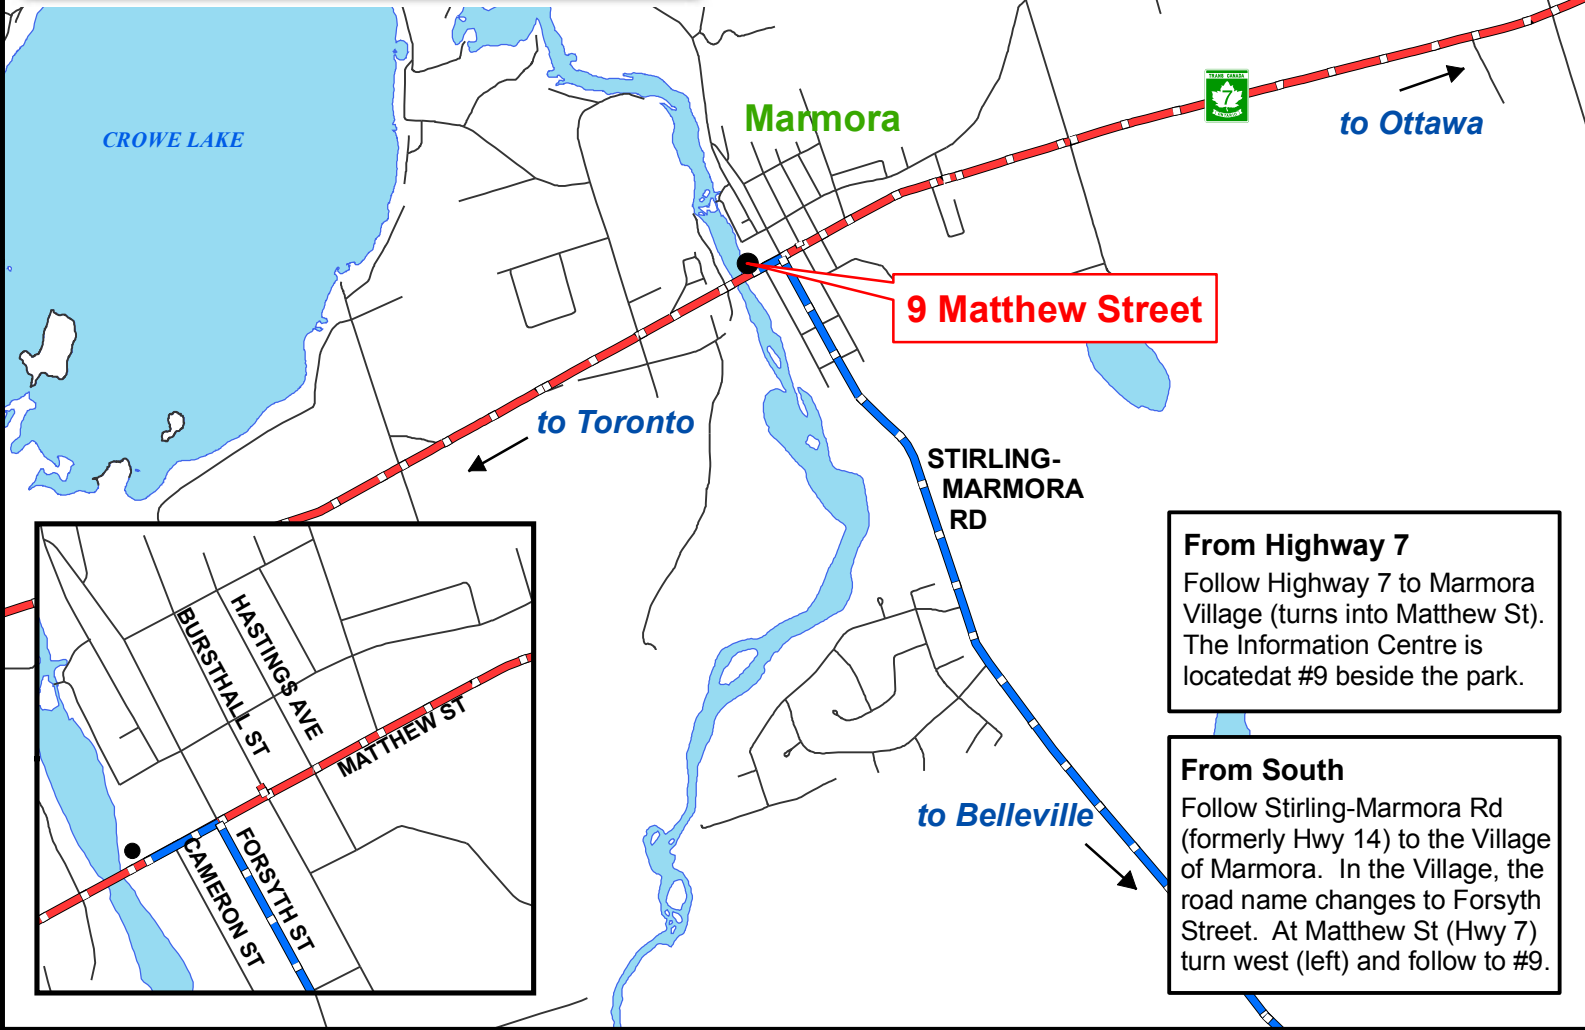 CROWE LAKE
Marmora
TRANS CANADA
7
ONTARIO
to Ottawa
9 Matthew Street
to Toronto
STIRLING-
MARMORA
RD
to Belleville
BURSTHALL ST
HASTINGS AVE
MATTHEW ST
CAMERON ST
FORSYTH ST
From Highway 7
Follow Highway 7 to Marmora
Village (turns into Matthew St).
The Information Centre is
locatedat #9 beside the park.
From South
Follow Stirling-Marmora Rd
(formerly Hwy 14) to the Village
of Marmora.  In the Village, the
road name changes to Forsyth
Street.  At Matthew St (Hwy 7)
turn west (left) and follow to #9.